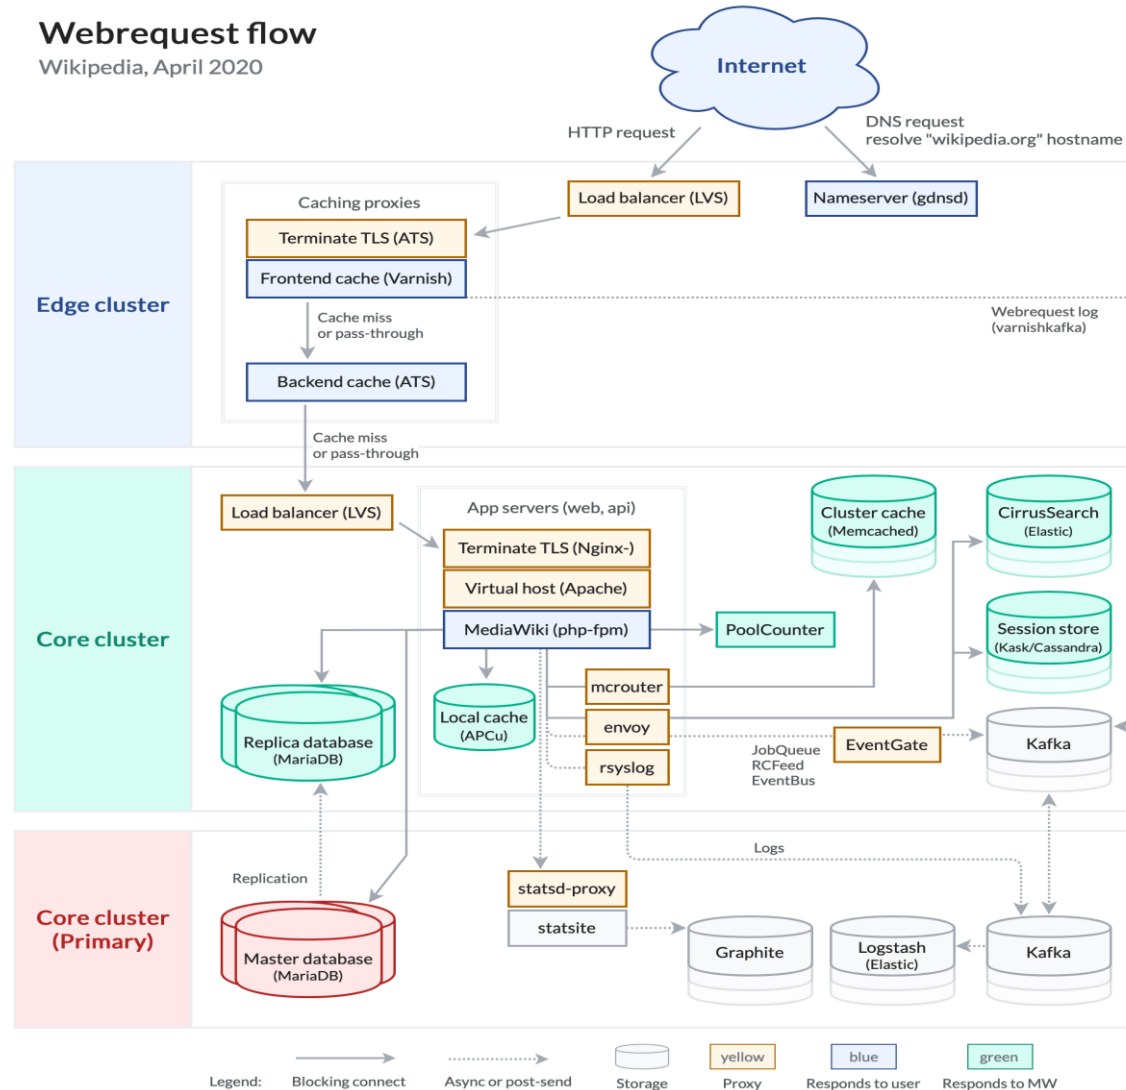 Webrequest flow
Wikipedia, April 2020
Internet
HTTP request
DNS request
resolve "wikipedia.org" hostname
Load balancer (LVS)
Nameserver (gdnsd)
Edge cluster
Caching proxies
Terminate TLS (ATS)
Frontend cache (Varnish)
Cache miss
or pass-through
Webrequest log
(varnishkafka)
Backend cache (ATS)
Cache miss
or pass-through
Core cluster
Load balancer (LVS)
App servers (web, api)
Terminate TLS (Nginx-)
Virtual host (Apache)
MediaWiki (php-fpm)
PoolCounter
Cluster cache
(Memcached)
CirrusSearch
(Elastic)
Session store
(Kask/Cassandra)
Replica database
(MariaDB)
Local cache
(APCu)
mcrouter
envoy
rsyslog
JobQueue
RCFeed
EventBus
EventGate
Kafka
Core cluster
(Primary)
Replication
Master database
(MariaDB)
Logs
statsd-proxy
statsite
Graphite
Logstash
(Elastic)
Kafka
Legend:
Blocking connect
Async or post-send
Storage
yellow
Proxy
blue
Responds to user
green
Responds to MW